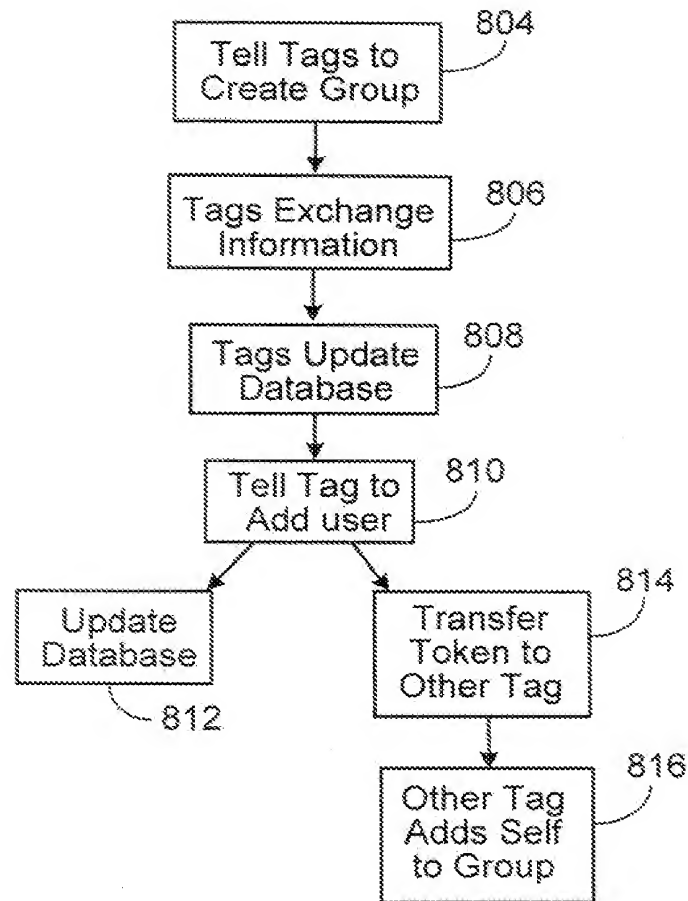 804
Tell Tags to
Create Group
806
Tags Exchange
Information
808
Tags Update
Database
810
Tell Tag to
Add user
814
Update
Database
Transfer
Token to
Other Tag
812
816
Other Tag
Adds Self
to Group